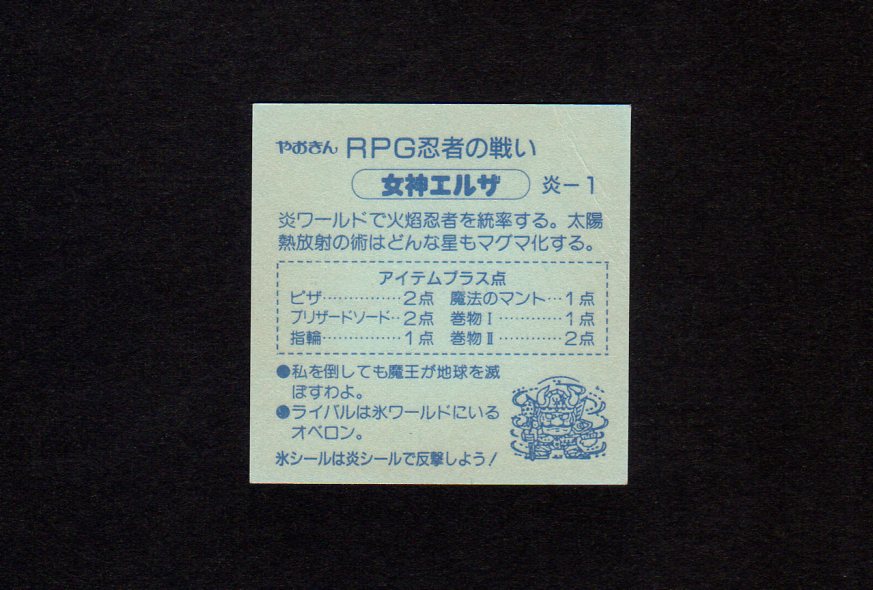 やおきん RPG忍者の戦い
女神エルザ 炎ー1
炎ワールドで火焰忍者を統率する。太陽
熱放射の術はどんな星もマグマ化する。
アイテムプラス点
ピザ……………2点 魔法のマント…1点
ブリザードソード…2点 巻物Ⅰ…………1点
指輪……………1点 巻物Ⅱ…………2点
●私を倒しても魔王が地球を滅
ぼすわよ。
●ライバルは氷ワールドにいる
オベロン。
氷シールは炎シールで反撃しよう!